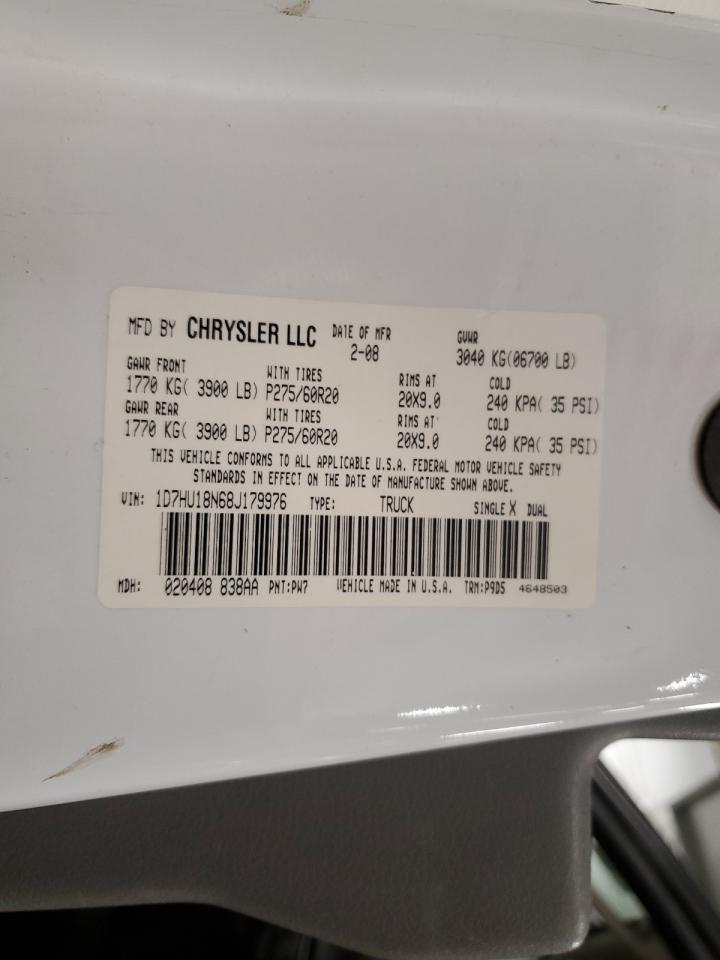 MFD BY CHRYSLER LLC DATE OF MFR GVWR
2-08 3040 KG(06700 LB)
GAWR FRONT WITH TIRES RIMS AT COLD
1770 KG( 3900 LB) P275/60R20 20X9.0 240 KPA( 35 PSI)
GAWR REAR WITH TIRES RIMS AT COLD
1770 KG( 3900 LB) P275/60R20 20X9.0 240 KPA( 35 PSI)
THIS VEHICLE CONFORMS TO ALL APPLICABLE U.S.A. FEDERAL MOTOR VEHICLE SAFETY
STANDARDS IN EFFECT ON THE DATE OF MANUFACTURE SHOWN ABOVE.
VIN: 1D7HU18N68J179976 TYPE: TRUCK SINGLE X DUAL
MDH: 020408 838AA PNT:PW7 VEHICLE MADE IN U.S.A. TRM:P9D5 4648503